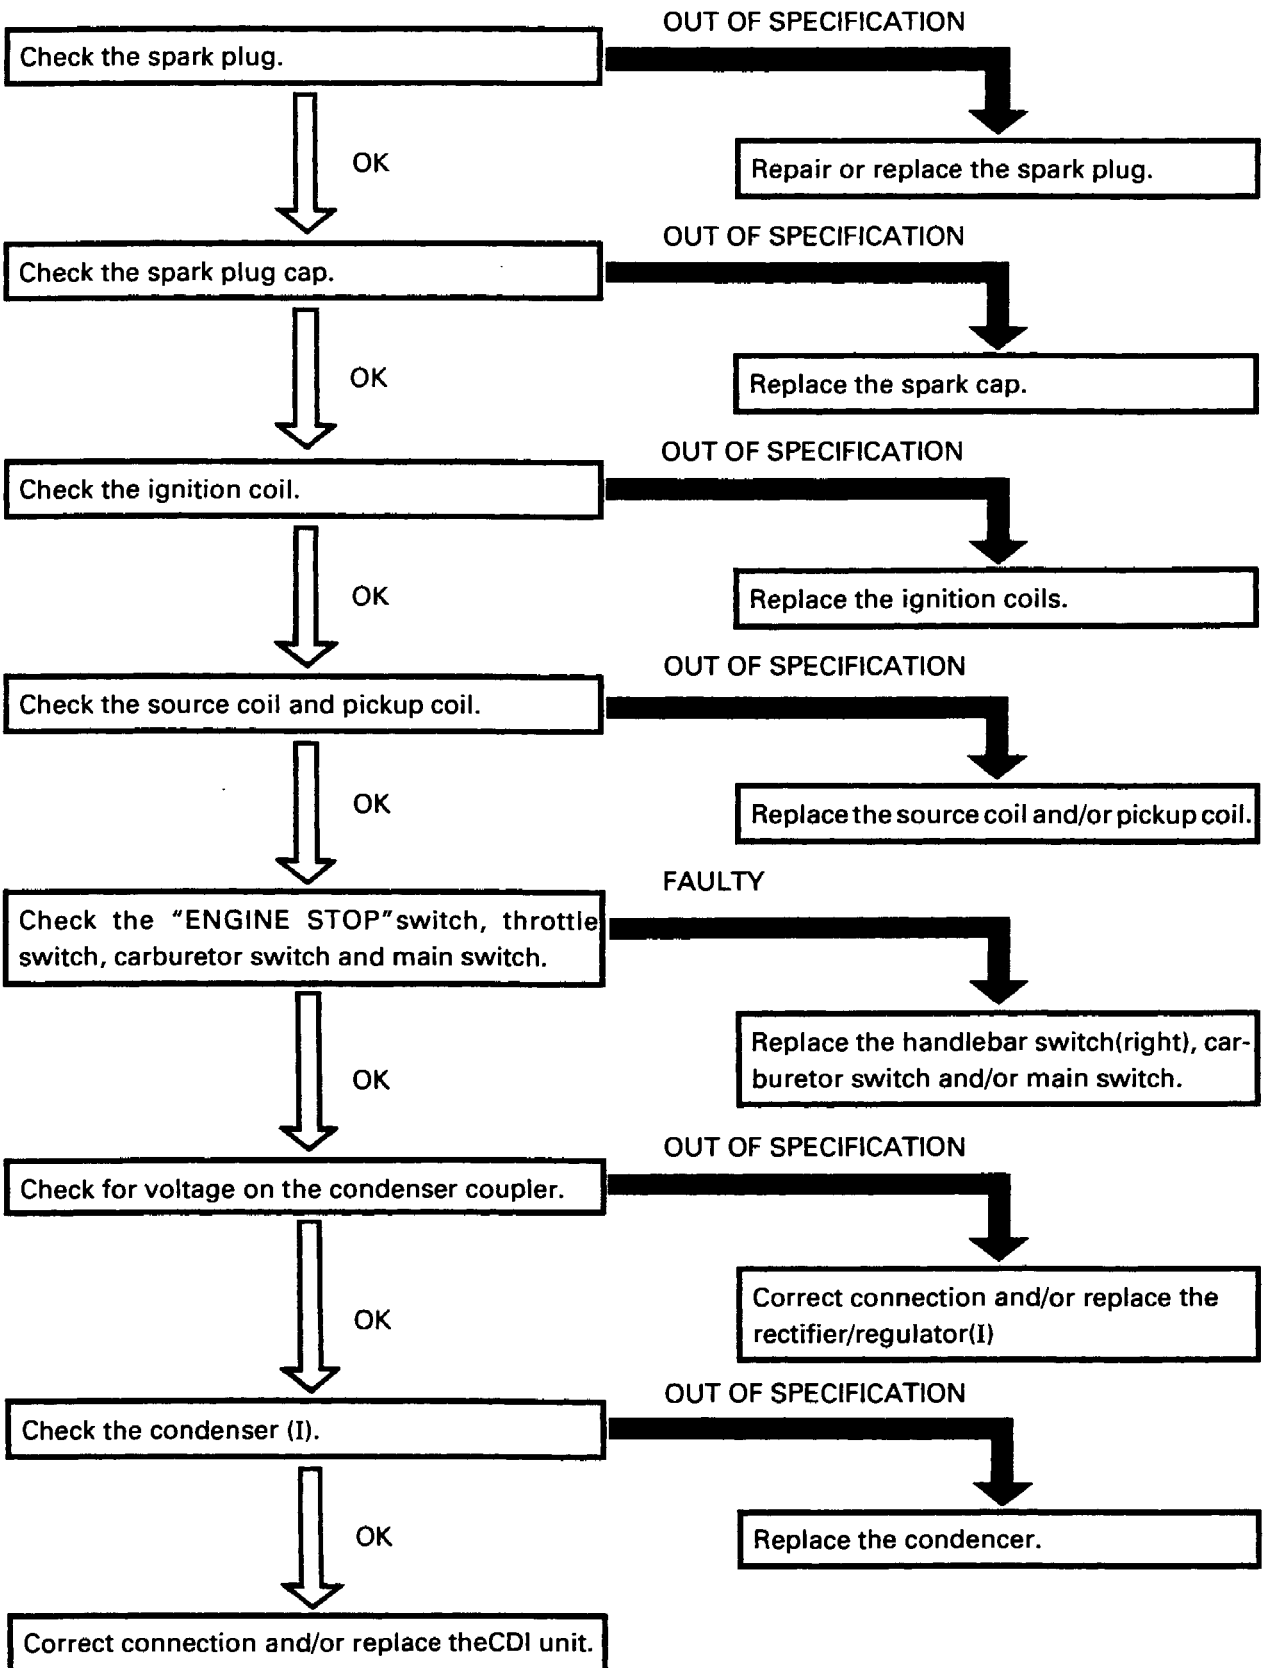 OUT OF SPECIFICATION
Check the spark plug.
OK
Repair or replace the spark plug.
OUT OF SPECIFICATION
Check the spark plug cap.
OK
Replace the spark cap.
OUT OF SPECIFICATION
Check the ignition coil.
OK
Replace the ignition coils.
OUT OF SPECIFICATION
Check the source coil and pickup coil.
OK
Replace the source coil and/or pickup coil.
FAULTY
Check the "ENGINE STOP" switch, throttle
switch, carburetor switch and main switch.
OK
Replace the handlebar switch(right), car-
buretor switch and/or main switch.
OUT OF SPECIFICATION
Check for voltage on the condenser coupler.
OK
Correct connection and/or replace the
rectifier/regulator(I)
OUT OF SPECIFICATION
Check the condenser (I).
OK
Replace the condencer.
Correct connection and/or replace theCDI unit.